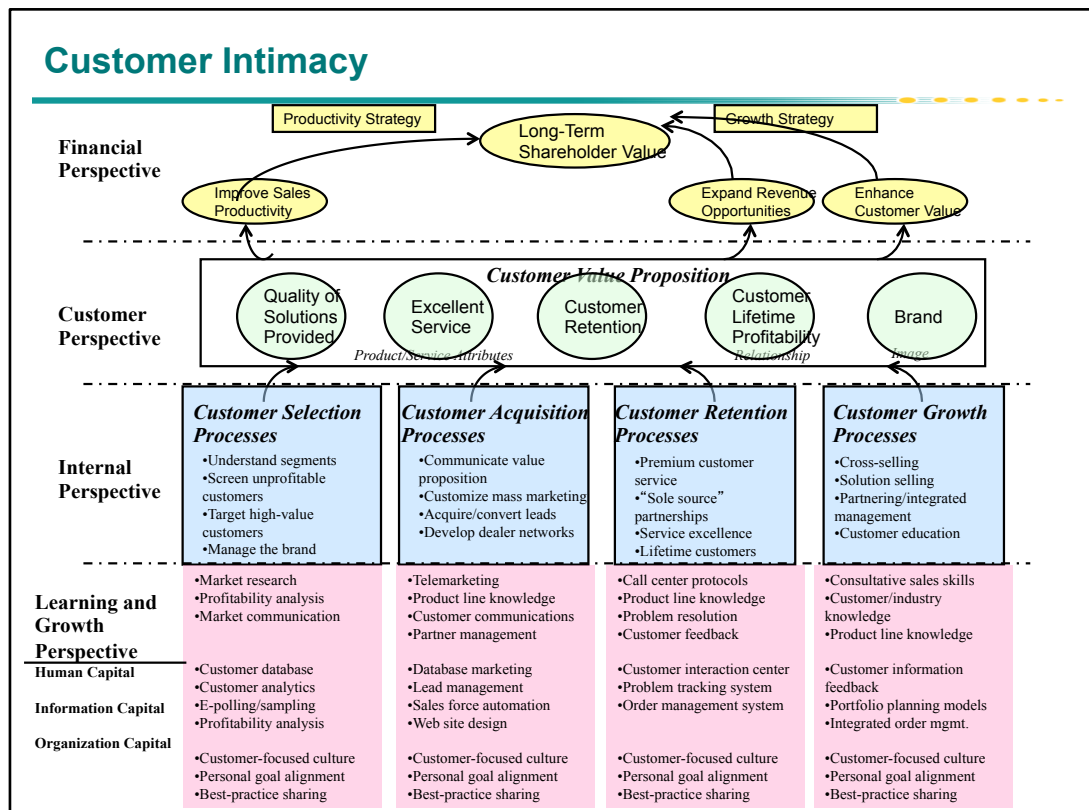 Customer Intimacy
Productivity Strategy
Growth Strategy
Financial
Perspective
Long-Term
Shareholder Value
Improve Sales
Productivity
Expand Revenue
Opportunities
Enhance
Customer Value
Customer
Perspective
Customer Value Proposition
Quality of
Solutions
Provided
Excellent
Service
Customer
Retention
Customer
Lifetime
Profitability
Brand
Product/Service Attributes
Relationship
Image
Internal
Perspective
Customer Selection
Processes
•Understand segments
•Screen unprofitable
customers
•Target high-value
customers
•Manage the brand
Customer Acquisition
Processes
•Communicate value
proposition
•Customize mass marketing
•Acquire/convert leads
•Develop dealer networks
Customer Retention
Processes
•Premium customer
service
•“Sole source”
partnerships
•Service excellence
•Lifetime customers
Customer Growth
Processes
•Cross-selling
•Solution selling
•Partnering/integrated
management
•Customer education
Learning and
Growth
Perspective
Human Capital
Information Capital
Organization Capital
•Market research
•Profitability analysis
•Market communication
•Customer database
•Customer analytics
•E-polling/sampling
•Profitability analysis
•Customer-focused culture
•Personal goal alignment
•Best-practice sharing
•Telemarketing
•Product line knowledge
•Customer communications
•Partner management
•Database marketing
•Lead management
•Sales force automation
•Web site design
•Customer-focused culture
•Personal goal alignment
•Best-practice sharing
•Call center protocols
•Product line knowledge
•Problem resolution
•Customer feedback
•Customer interaction center
•Problem tracking system
•Order management system
•Customer-focused culture
•Personal goal alignment
•Best-practice sharing
•Consultative sales skills
•Customer/industry
knowledge
•Product line knowledge
•Customer information
feedback
•Portfolio planning models
•Integrated order mgmt.
•Customer-focused culture
•Personal goal alignment
•Best-practice sharing